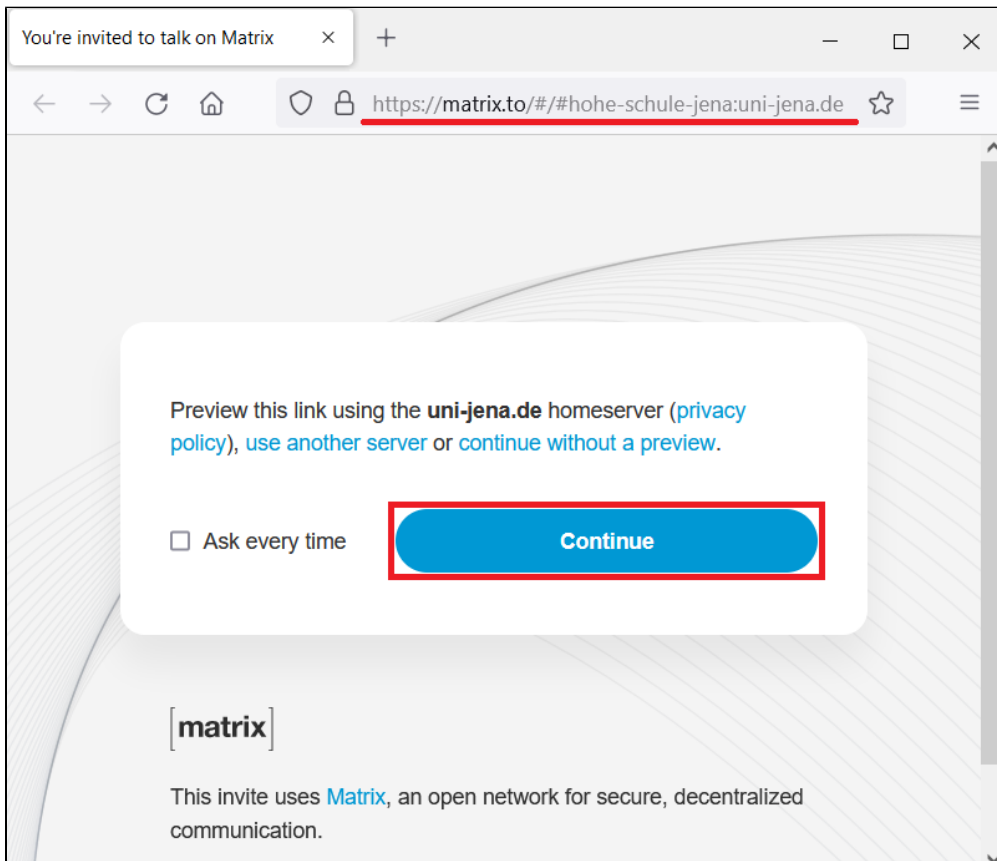 You're invited to talk on Matrix
https://matrix.to/#/#hohe-schule-jena:uni-jena.de
Preview this link using the uni-jena.de homeserver (privacy
policy), use another server or continue without a preview.
Ask every time
Continue
[matrix]
This invite uses Matrix, an open network for secure, decentralized
communication.